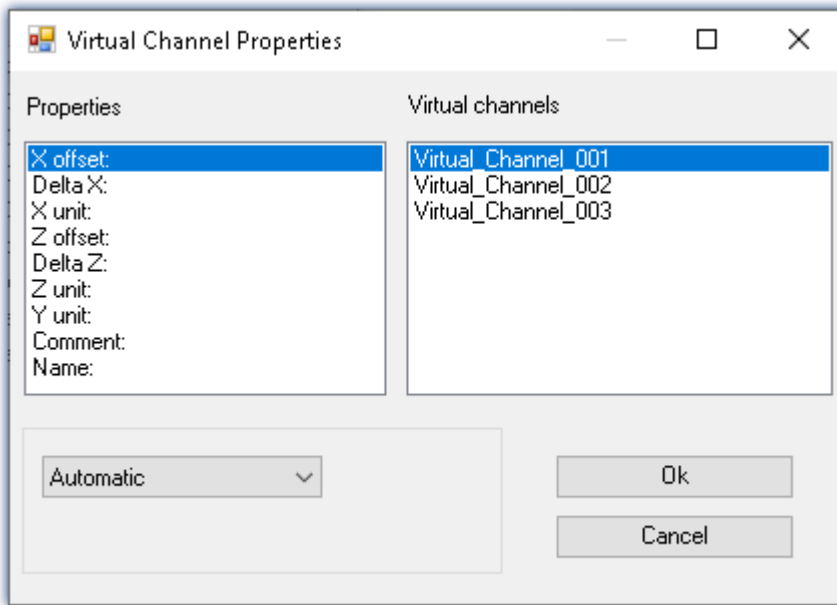 Virtual Channel Properties
Properties
Virtual channels
X offset:
Delta X:
X unit:
Z offset:
Delta Z:
Z unit:
Y unit:
Comment:
Name:
Virtual_Channel_001
Virtual_Channel_002
Virtual_Channel_003
Automatic
Ok
Cancel